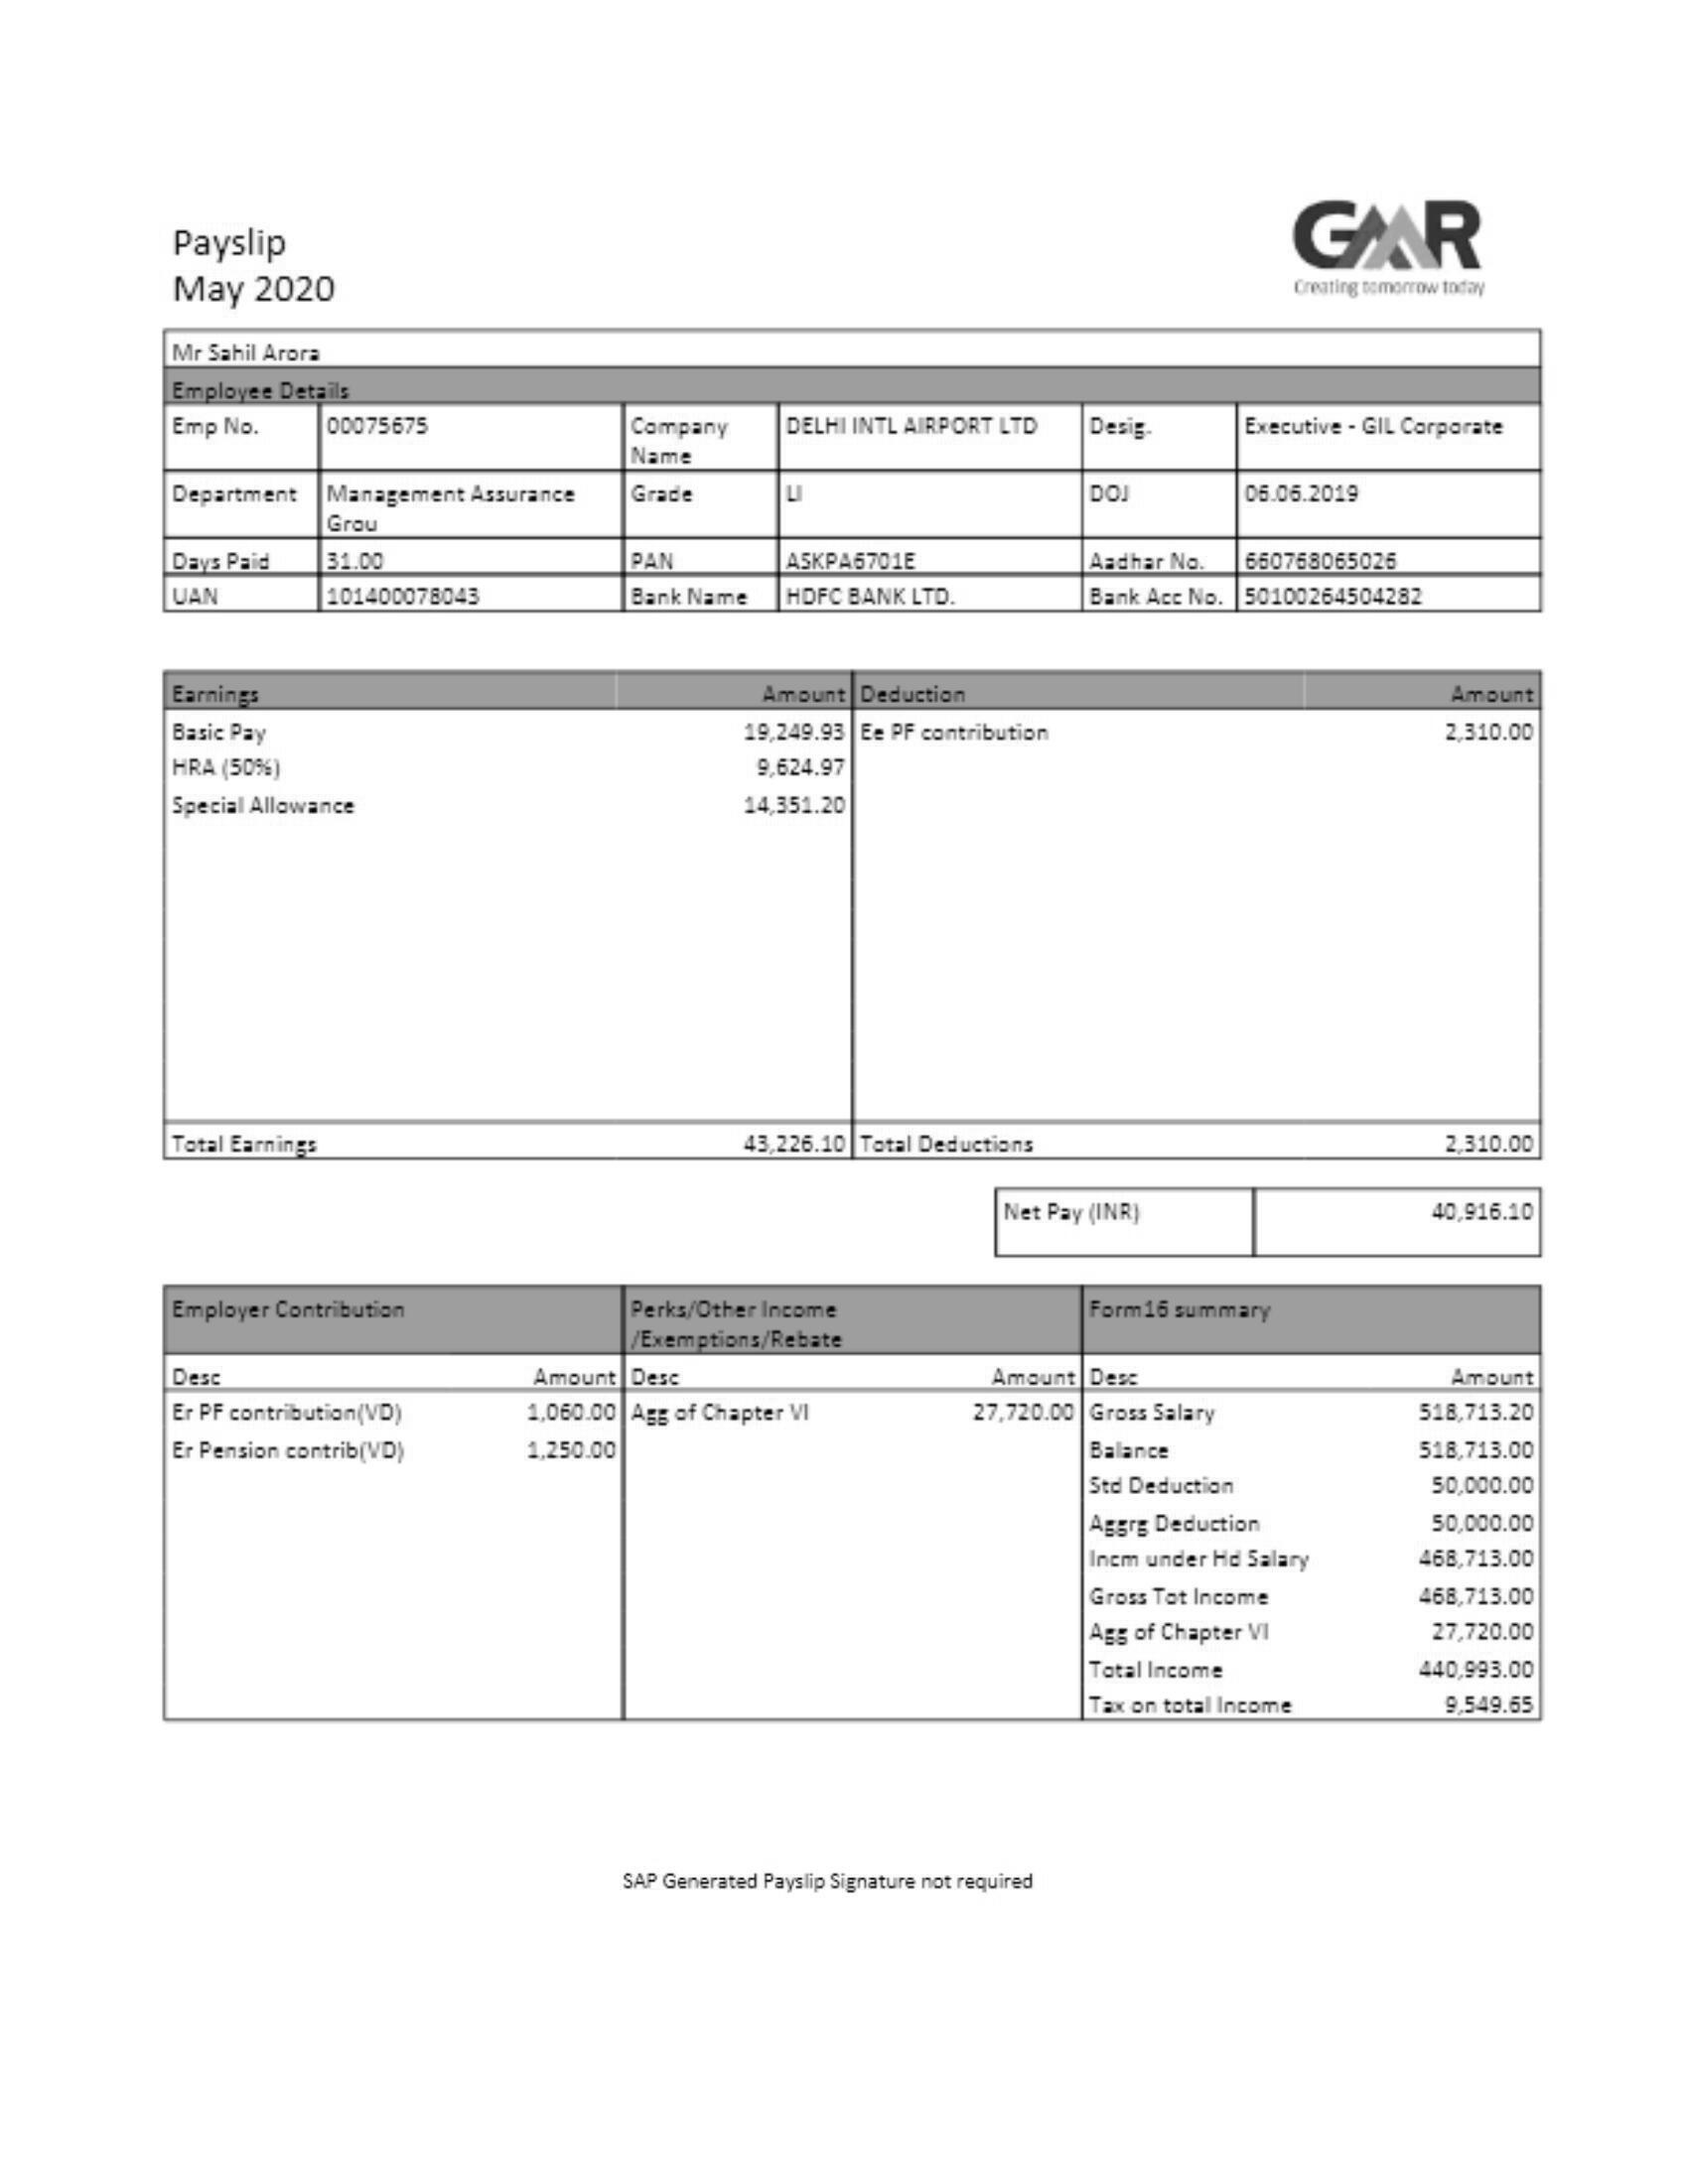 Payslip
May 2020
GMR
Creating tomorrow today
Mr Sahil Arora
Employee Details
Emp No. 00075675 Company Name DELHI INTL AIRPORT LTD Desig. Executive - GIL Corporate
Department Management Assurance Grou Grade LI DOJ 06.06.2019
Days Paid 31.00 PAN ASKPA6701E Aadhar No. 660768065026
UAN 101400078043 Bank Name HDFC BANK LTD. Bank Acc No. 50100264504282
Earnings Amount Deduction Amount
Basic Pay 19,249.93 Ee PF contribution 2,310.00
HRA (50%) 9,624.97
Special Allowance 14,351.20
Total Earnings 43,226.10 Total Deductions 2,310.00
Net Pay (INR) 40,916.10
Employer Contribution Perks/Other Income /Exemptions/Rebate Form16 summary
Desc Amount Desc Amount Desc Amount
Er PF contribution(VD) 1,060.00 Agg of Chapter VI 27,720.00 Gross Salary 518,713.20
Er Pension contrib(VD) 1,250.00 Balance 518,713.00
Std Deduction 50,000.00
Aggrg Deduction 50,000.00
Incm under Hd Salary 468,713.00
Gross Tot Income 468,713.00
Agg of Chapter VI 27,720.00
Total Income 440,993.00
Tax on total Income 9,549.65
SAP Generated Payslip Signature not required